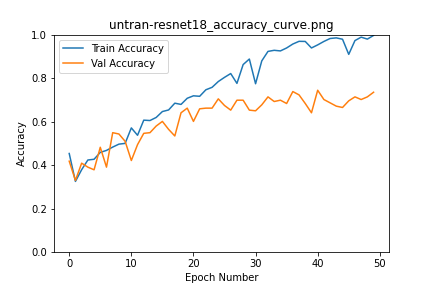 untran-resnet18_accuracy_curve.png
Train Accuracy
Val Accuracy
Accuracy
1.0
0.8
0.6
0.4
0.2
0.0
0 10 20 30 40 50
Epoch Number